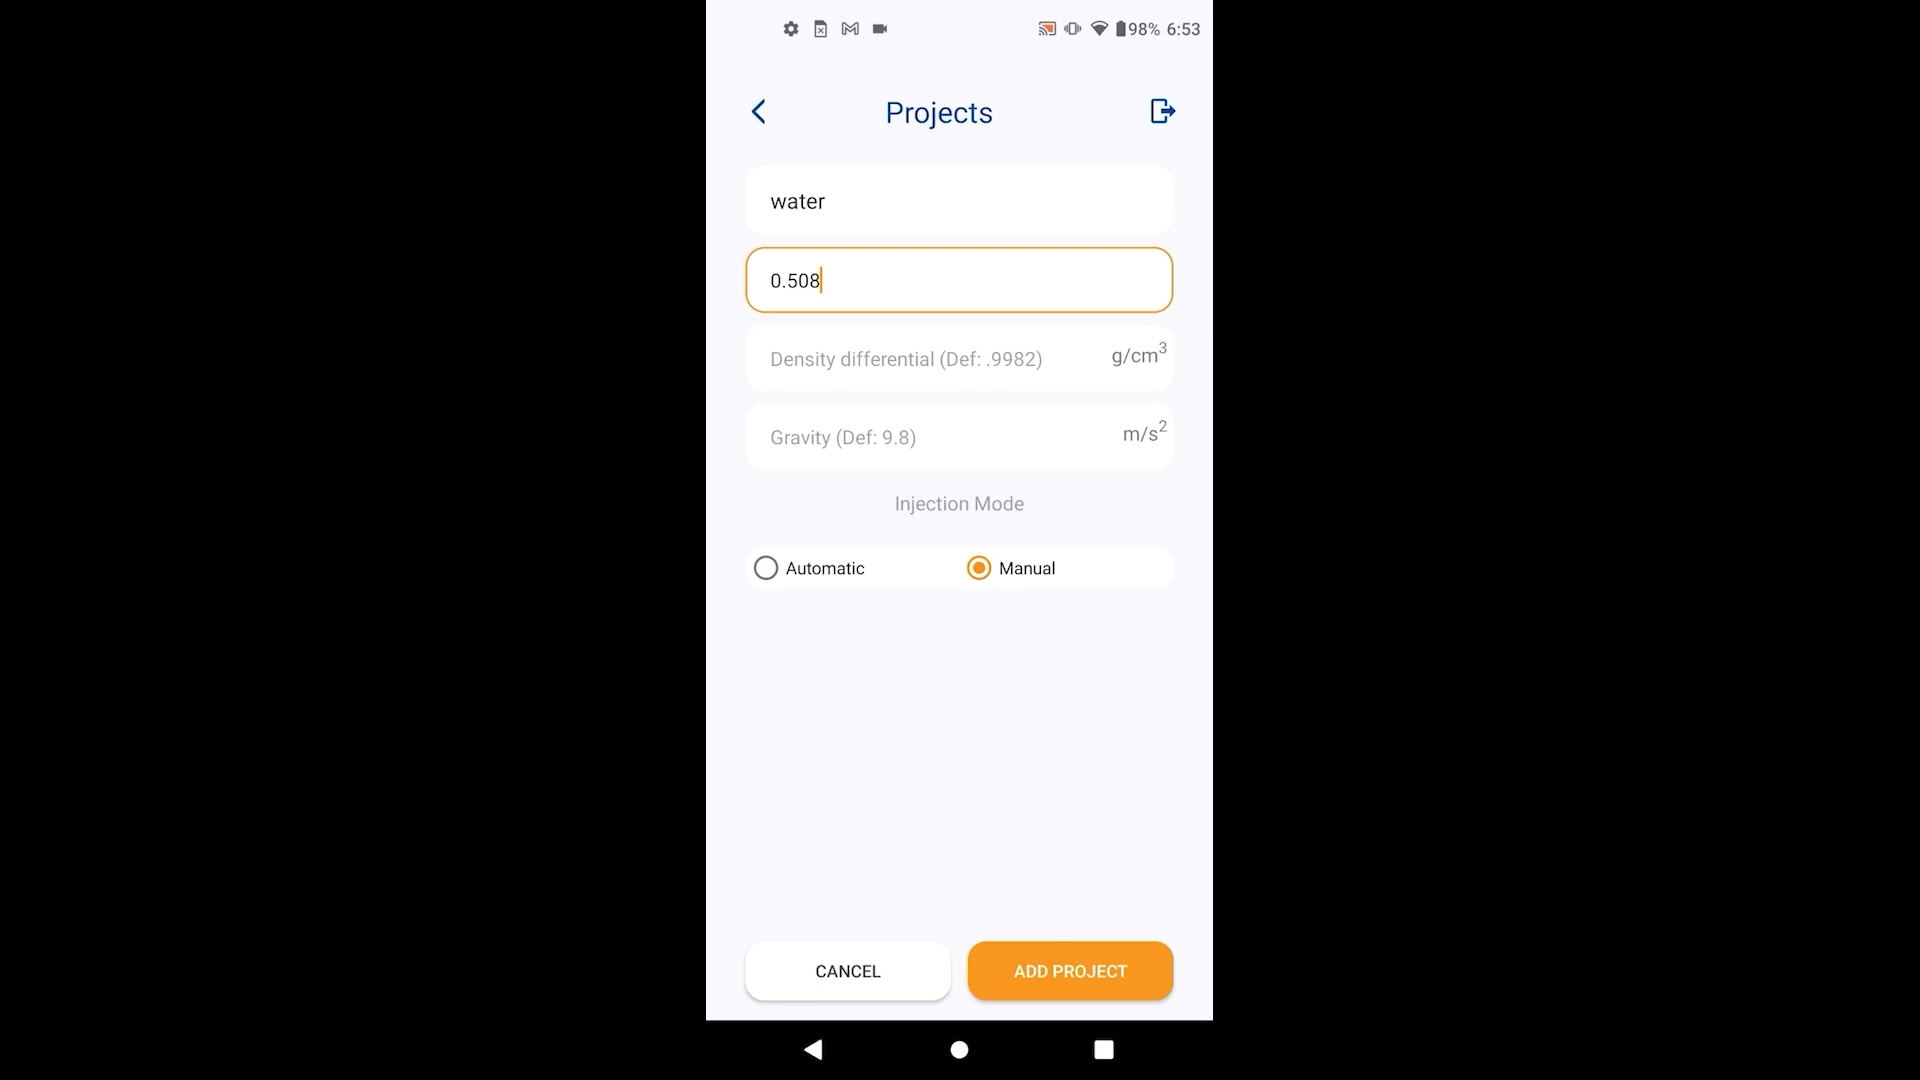 98% 6:53
Projects
water
0.508
Density differential (Def: .9982) g/cm³
Gravity (Def: 9.8) m/s²
Injection Mode
Automatic Manual
CANCEL ADD PROJECT